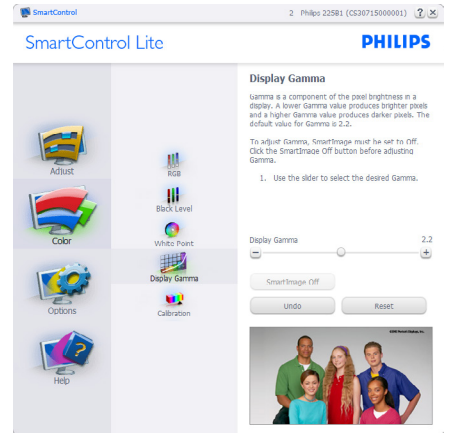 SmartControl
2 Philips 225B1 (CS30715000001)
? ×
SmartControl Lite
PHILIPS
Adjust
Color
Options
Help
RGB
Black Level
White Point
Display Gamma
Calibration
Display Gamma
Gamma is a component of the pixel brightness in a
display. A lower Gamma value produces brighter pixels
and a higher Gamma value produces darker pixels. The
default value for Gamma is 2.2.
To adjust Gamma, SmartImage must be set to Off.
Click the SmartImage Off button before adjusting
Gamma.
1. Use the slider to select the desired Gamma.
Display Gamma 2.2
SmartImage Off
Undo Reset